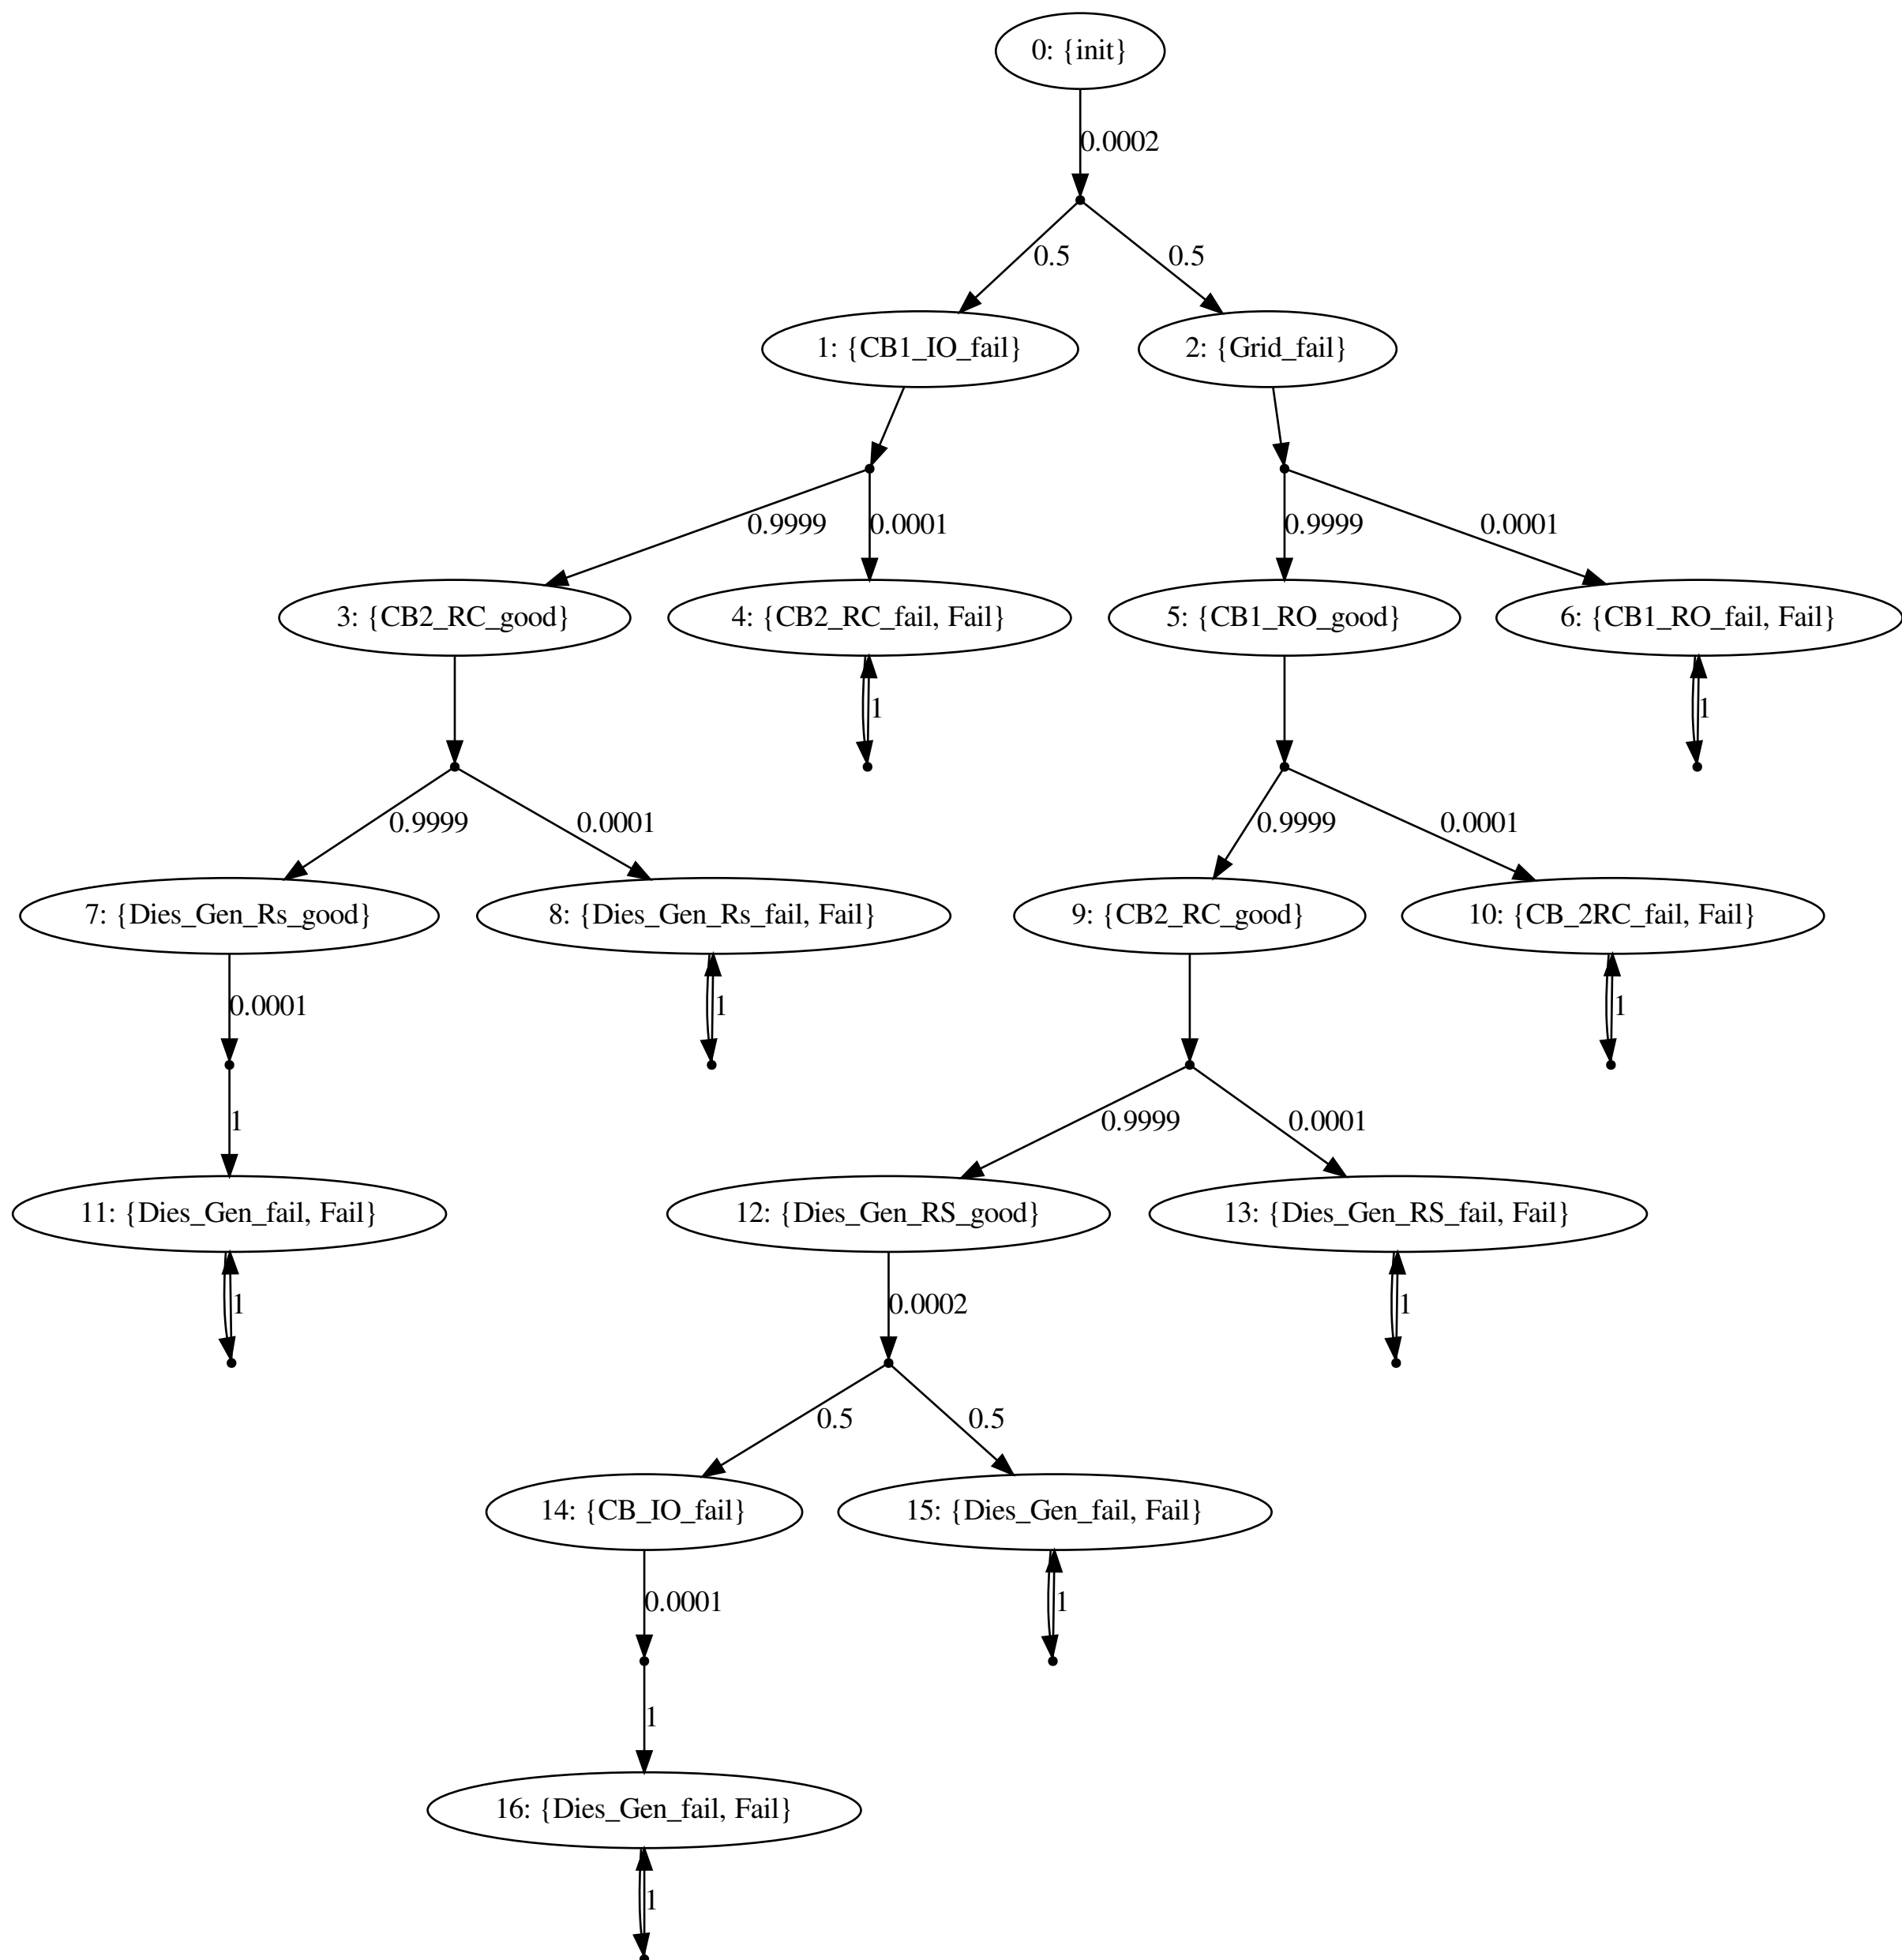 0: {init}
0.0002
0.5
0.5
1: {CB1_IO_fail}
2: {Grid_fail}
0.9999
0.0001
0.9999
0.0001
3: {CB2_RC_good}
4: {CB2_RC_fail, Fail}
5: {CB1_RO_good}
6: {CB1_RO_fail, Fail}
1
1
0.9999
0.0001
0.9999
0.0001
7: {Dies_Gen_Rs_good}
8: {Dies_Gen_Rs_fail, Fail}
9: {CB2_RC_good}
10: {CB_2RC_fail, Fail}
0.0001
1
1
1
0.9999
0.0001
11: {Dies_Gen_fail, Fail}
12: {Dies_Gen_RS_good}
13: {Dies_Gen_RS_fail, Fail}
1
0.0002
1
0.5
0.5
14: {CB_IO_fail}
15: {Dies_Gen_fail, Fail}
0.0001
1
1
16: {Dies_Gen_fail, Fail}
1